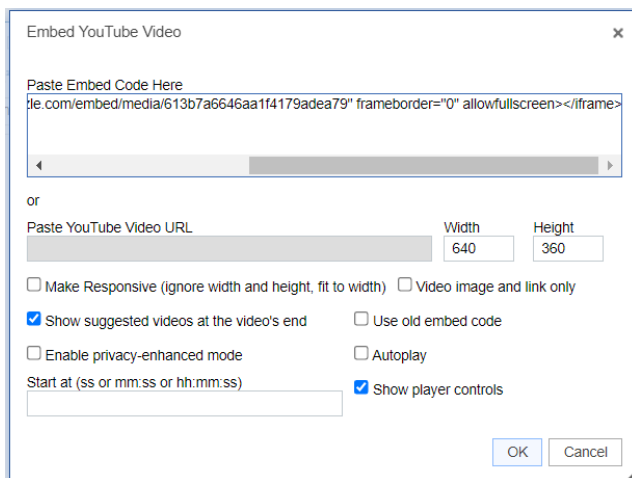 Embed YouTube Video
Paste Embed Code Here
zle.com/embed/media/613b7a6646aa1f4179adea79" frameborder="0" allowfullscreen></iframe>
or
Paste YouTube Video URL Width Height
640 360
Make Responsive (ignore width and height, fit to width) Video image and link only
Show suggested videos at the video's end Use old embed code
Enable privacy-enhanced mode Autoplay
Start at (ss or mm:ss or hh:mm:ss) Show player controls
OK Cancel